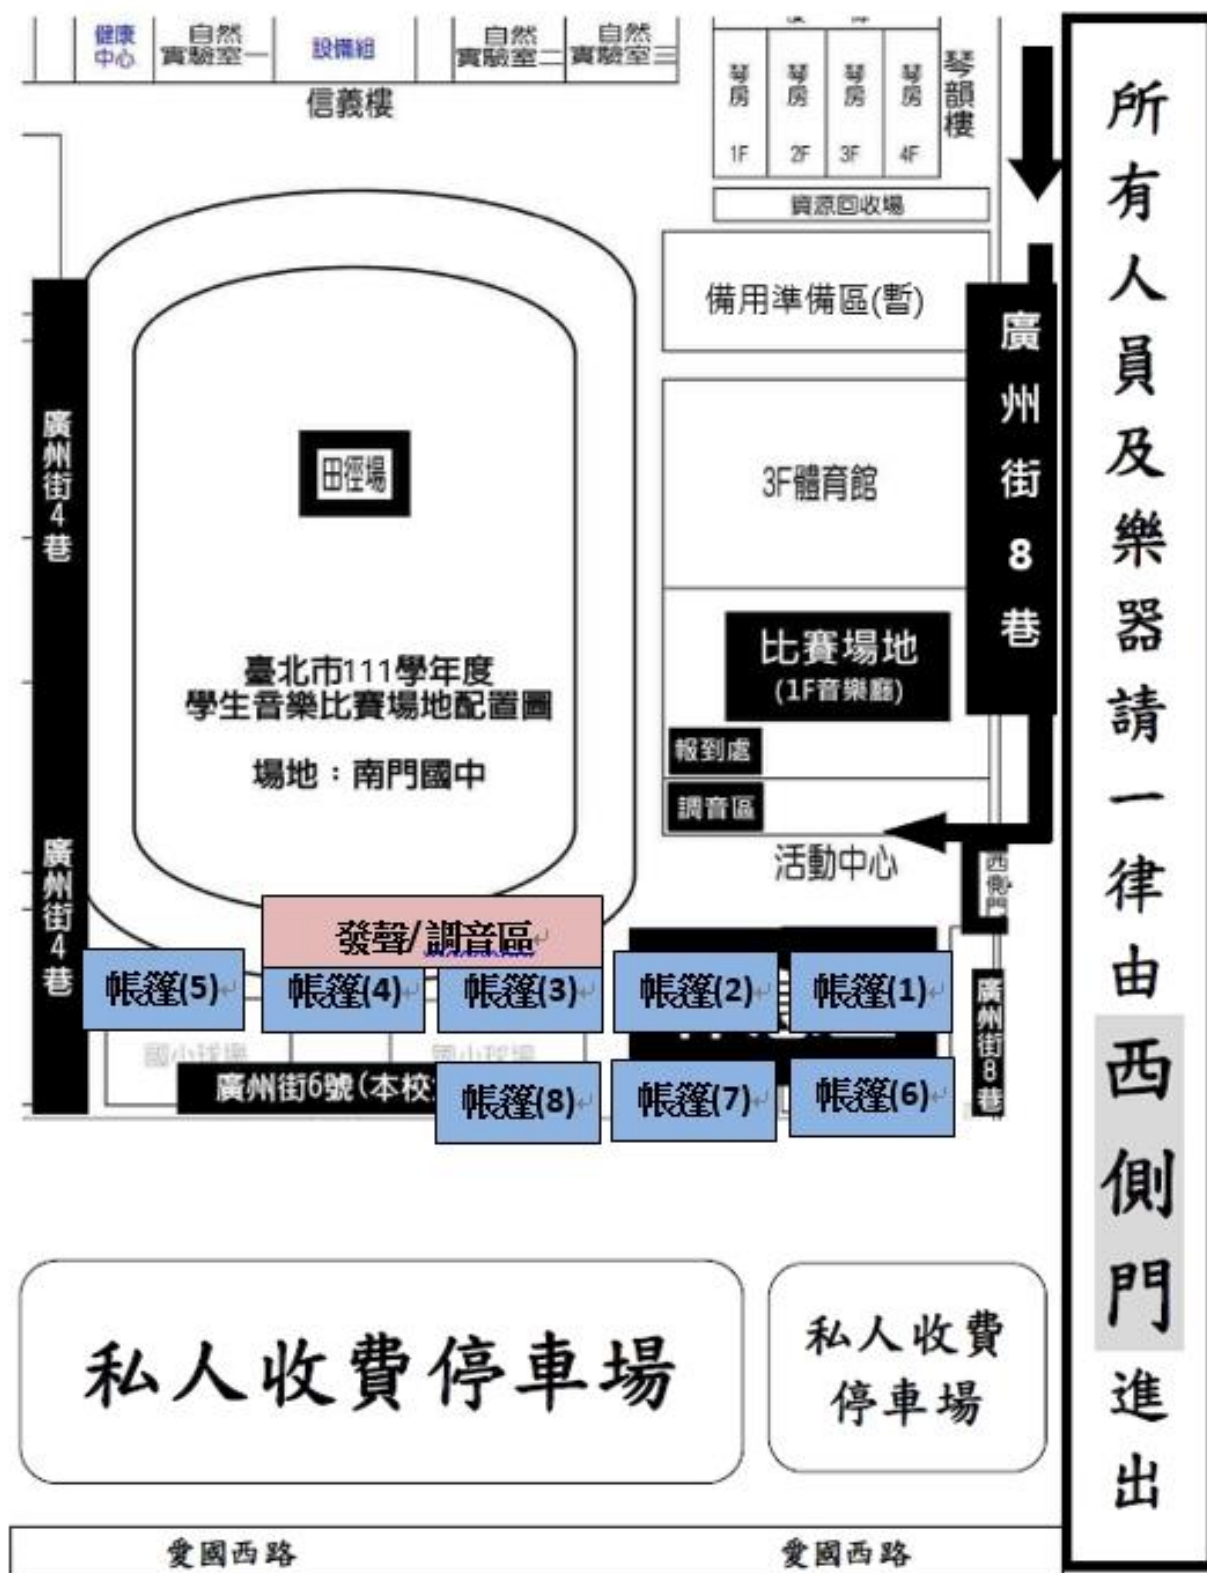 健康
中心
自然
實驗室一
設備組
自然
實驗室二
自然
實驗室三
信義樓
琴房
1F
琴房
2F
琴房
3F
琴房
4F
琴韻樓
資源回收場
備用準備區(暫)
廣州街8巷
3F體育館
田徑場
廣州街4巷
比賽場地
(1F音樂廳)
臺北市111學年度
學生音樂比賽場地配置圖
場地：南門國中
報到處
調音區
活動中心
西側門
廣州街4巷
發聲/調音區
帳篷(5)
帳篷(4)
帳篷(3)
帳篷(2)
帳篷(1)
廣州街8巷
國小球場
國小球場
廣州街6號(本校
帳篷(8)
帳篷(7)
帳篷(6)
私人收費停車場
私人收費
停車場
愛國西路
愛國西路
所有人員及樂器請一律由西側門進出